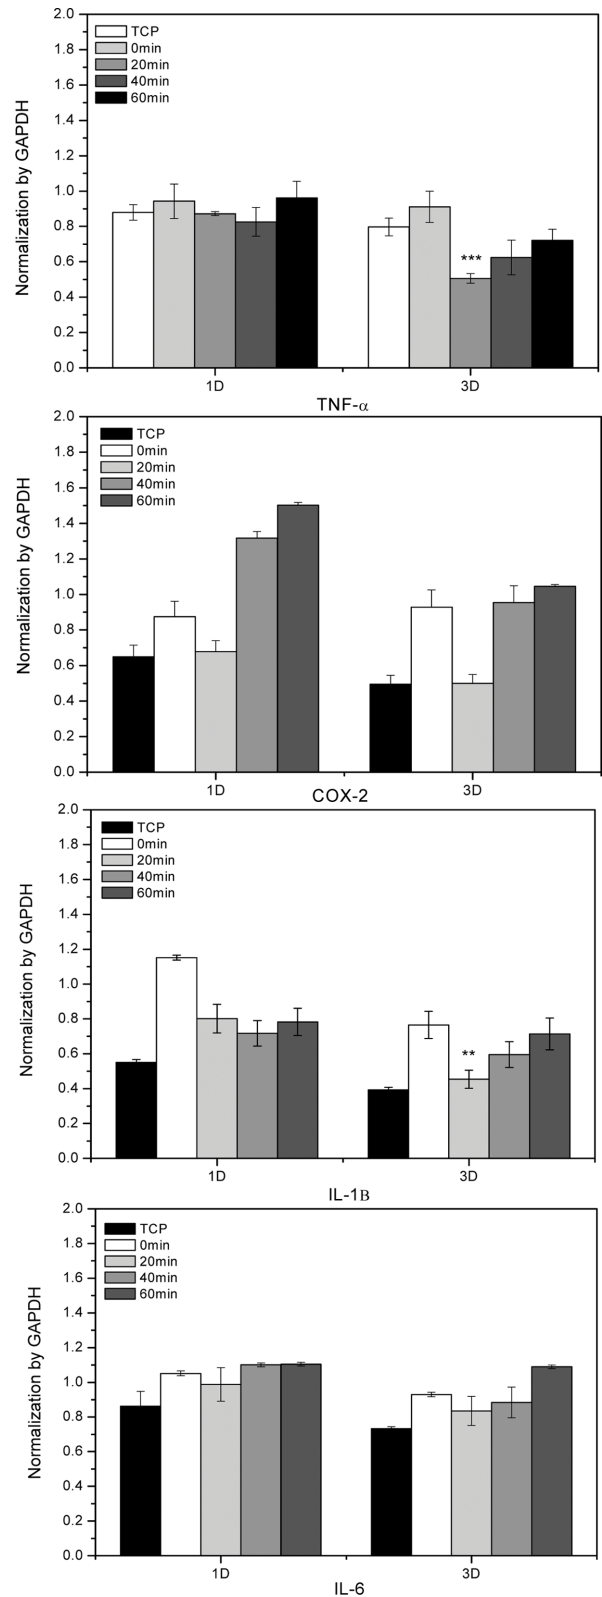 2.0
1.8
1.6
1.4
1.2
1.0
0.8
0.6
0.4
0.2
0.0
Normalization by GAPDH
TCP
0min
20min
40min
60min
***
1D
3D
TNF-α
2.0
1.8
1.6
1.4
1.2
1.0
0.8
0.6
0.4
0.2
0.0
Normalization by GAPDH
TCP
0min
20min
40min
60min
1D
3D
COX-2
2.0
1.8
1.6
1.4
1.2
1.0
0.8
0.6
0.4
0.2
0.0
Normalization by GAPDH
TCP
0min
20min
40min
60min
**
1D
3D
IL-1B
2.0
1.8
1.6
1.4
1.2
1.0
0.8
0.6
0.4
0.2
0.0
Normalization by GAPDH
TCP
0min
20min
40min
60min
1D
3D
IL-6